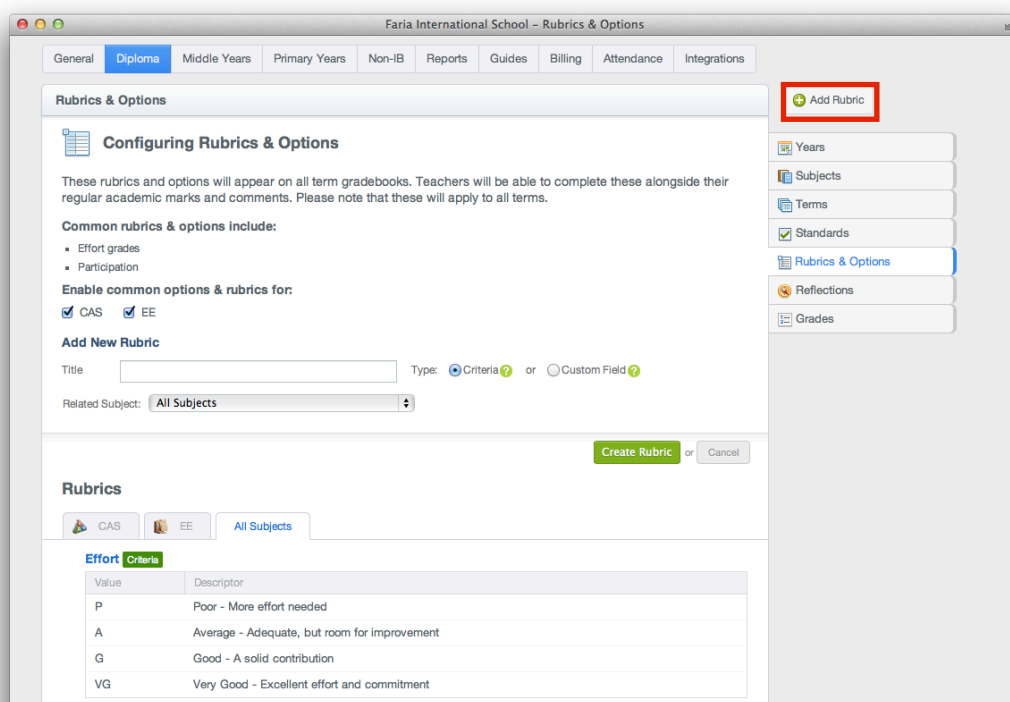 Faria International School – Rubrics & Options
General Diploma Middle Years Primary Years Non-IB Reports Guides Billing Attendance Integrations
Rubrics & Options
Add Rubric
Configuring Rubrics & Options
These rubrics and options will appear on all term gradebooks. Teachers will be able to complete these alongside their
regular academic marks and comments. Please note that these will apply to all terms.
Common rubrics & options include:
Effort grades
Participation
Enable common options & rubrics for:
CAS EE
Add New Rubric
Title Type: Criteria ? or Custom Field ?
Related Subject: All Subjects
Create Rubric or Cancel
Years
Subjects
Terms
Standards
Rubrics & Options
Reflections
Grades
Rubrics
CAS EE All Subjects
Effort Criteria
Value Descriptor
P Poor - More effort needed
A Average - Adequate, but room for improvement
G Good - A solid contribution
VG Very Good - Excellent effort and commitment